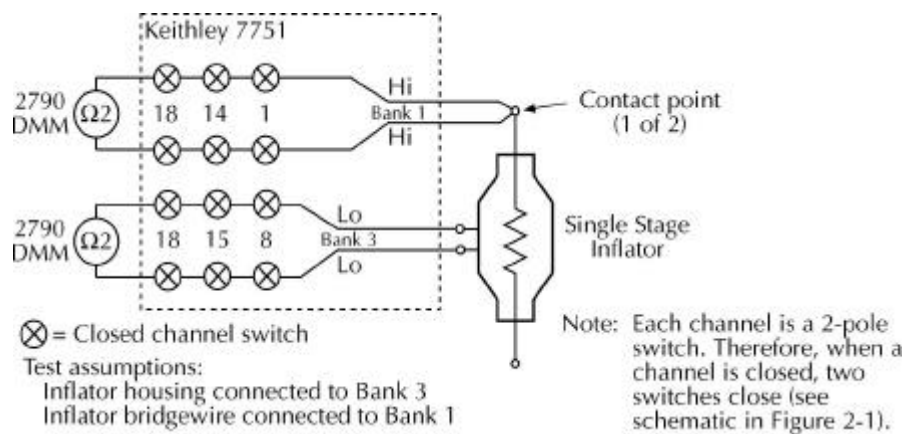 Keithley 7751
2790
DMM
Ω2
18 14 1
Hi
Bank 1
Hi
Contact point
(1 of 2)
2790
DMM
Ω2
18 15 8
Lo
Bank 3
Lo
Single Stage
Inflator
= Closed channel switch
Test assumptions:
Inflator housing connected to Bank 3
Inflator bridgewire connected to Bank 1
Note: Each channel is a 2-pole
switch. Therefore, when a
channel is closed, two
switches close (see
schematic in Figure 2-1).